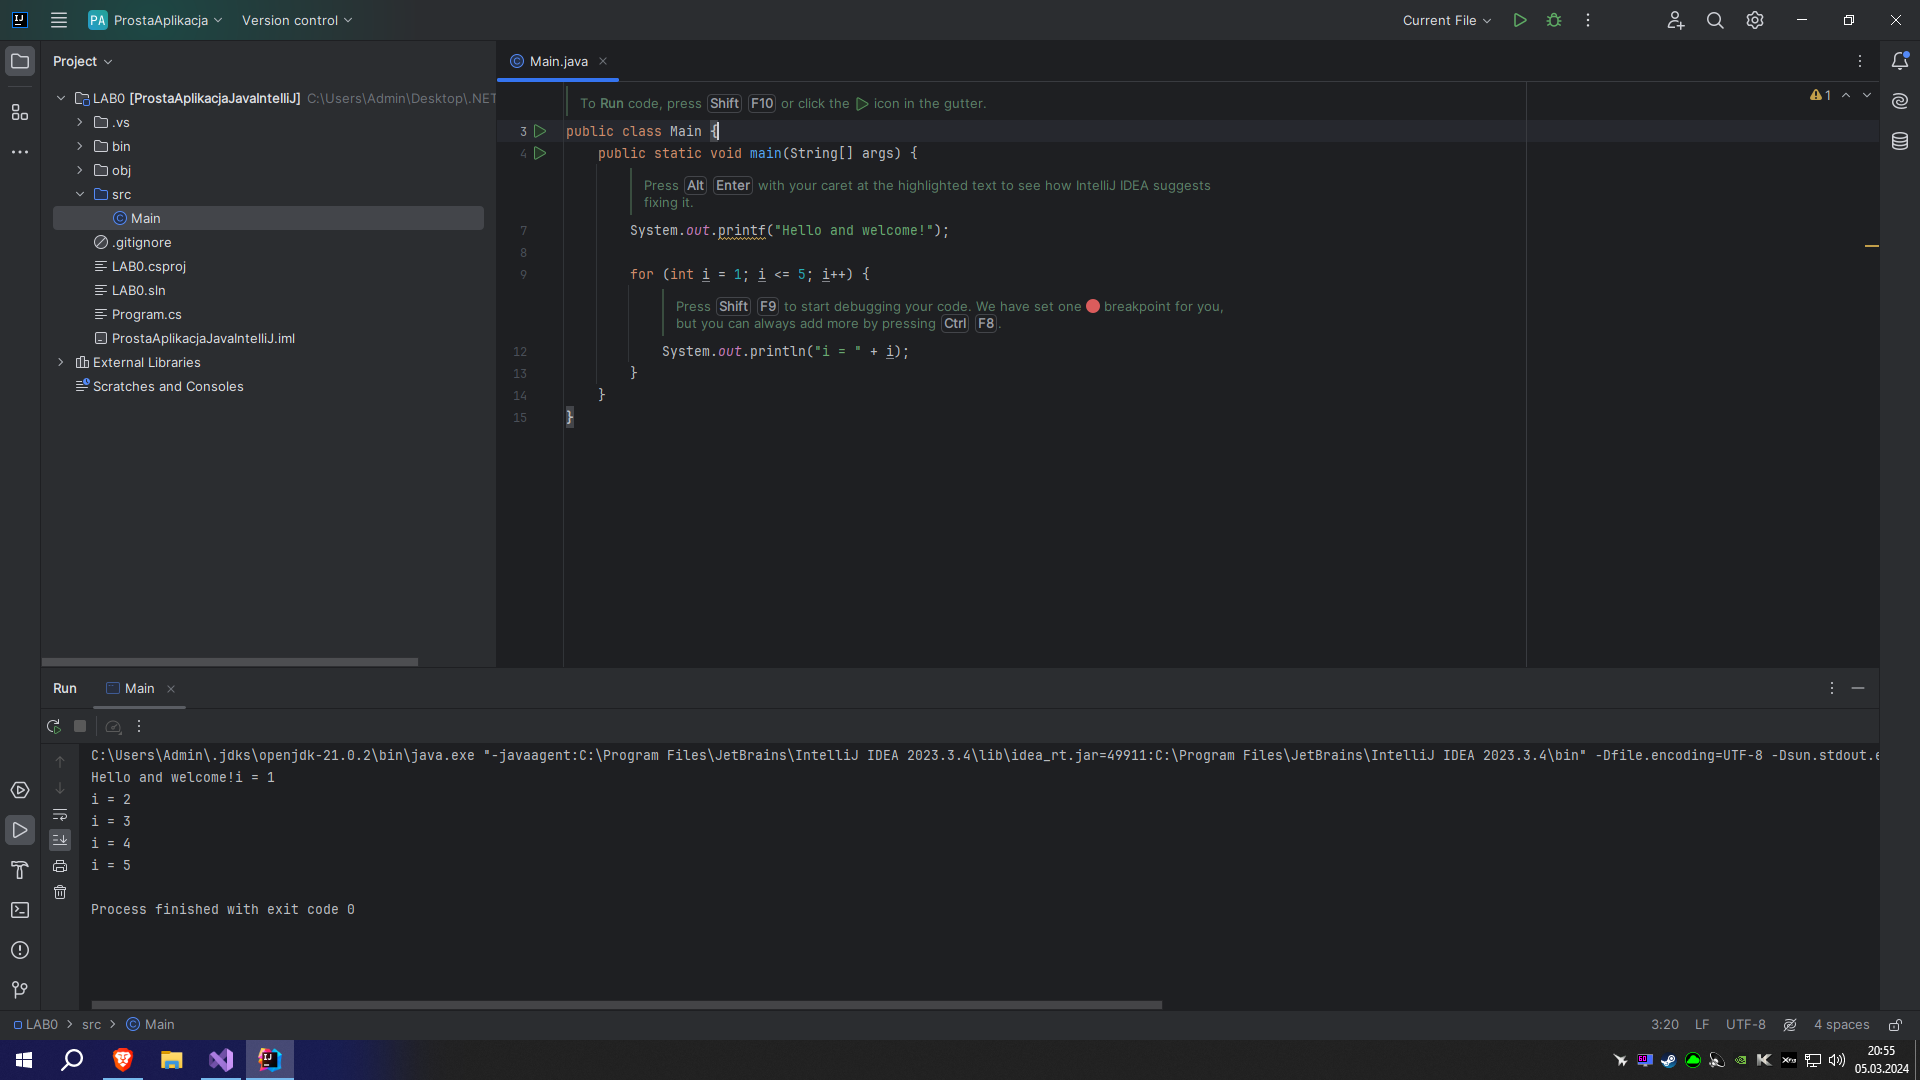 PA ProstaAplikacja Version control Current File
Project
Main.java
LAB0 [ProstaAplikacjaJavaIntelliJ] C:\Users\Admin\Desktop\.NET
.vs
bin
obj
src
Main
.gitignore
LAB0.csproj
LAB0.sln
Program.cs
ProstaAplikacjaJavaIntelliJ.iml
External Libraries
Scratches and Consoles
1
To Run code, press Shift F10 or click the icon in the gutter.
3 public class Main {
4 public static void main(String[] args) {
Press Alt Enter with your caret at the highlighted text to see how IntelliJ IDEA suggests
fixing it.
7 System.out.printf("Hello and welcome!");
8
9 for (int i = 1; i <= 5; i++) {
Press Shift F9 to start debugging your code. We have set one breakpoint for you,
but you can always add more by pressing Ctrl F8.
12 System.out.println("i = " + i);
13 }
14 }
15 }
Run Main
C:\Users\Admin\.jdks\openjdk-21.0.2\bin\java.exe "-javaagent:C:\Program Files\JetBrains\IntelliJ IDEA 2023.3.4\lib\idea_rt.jar=49911:C:\Program Files\JetBrains\IntelliJ IDEA 2023.3.4\bin" -Dfile.encoding=UTF-8 -Dsun.stdout.e
Hello and welcome!i = 1
i = 2
i = 3
i = 4
i = 5
Process finished with exit code 0
LAB0 src Main
3:20 LF UTF-8 4 spaces
20:55
05.03.2024